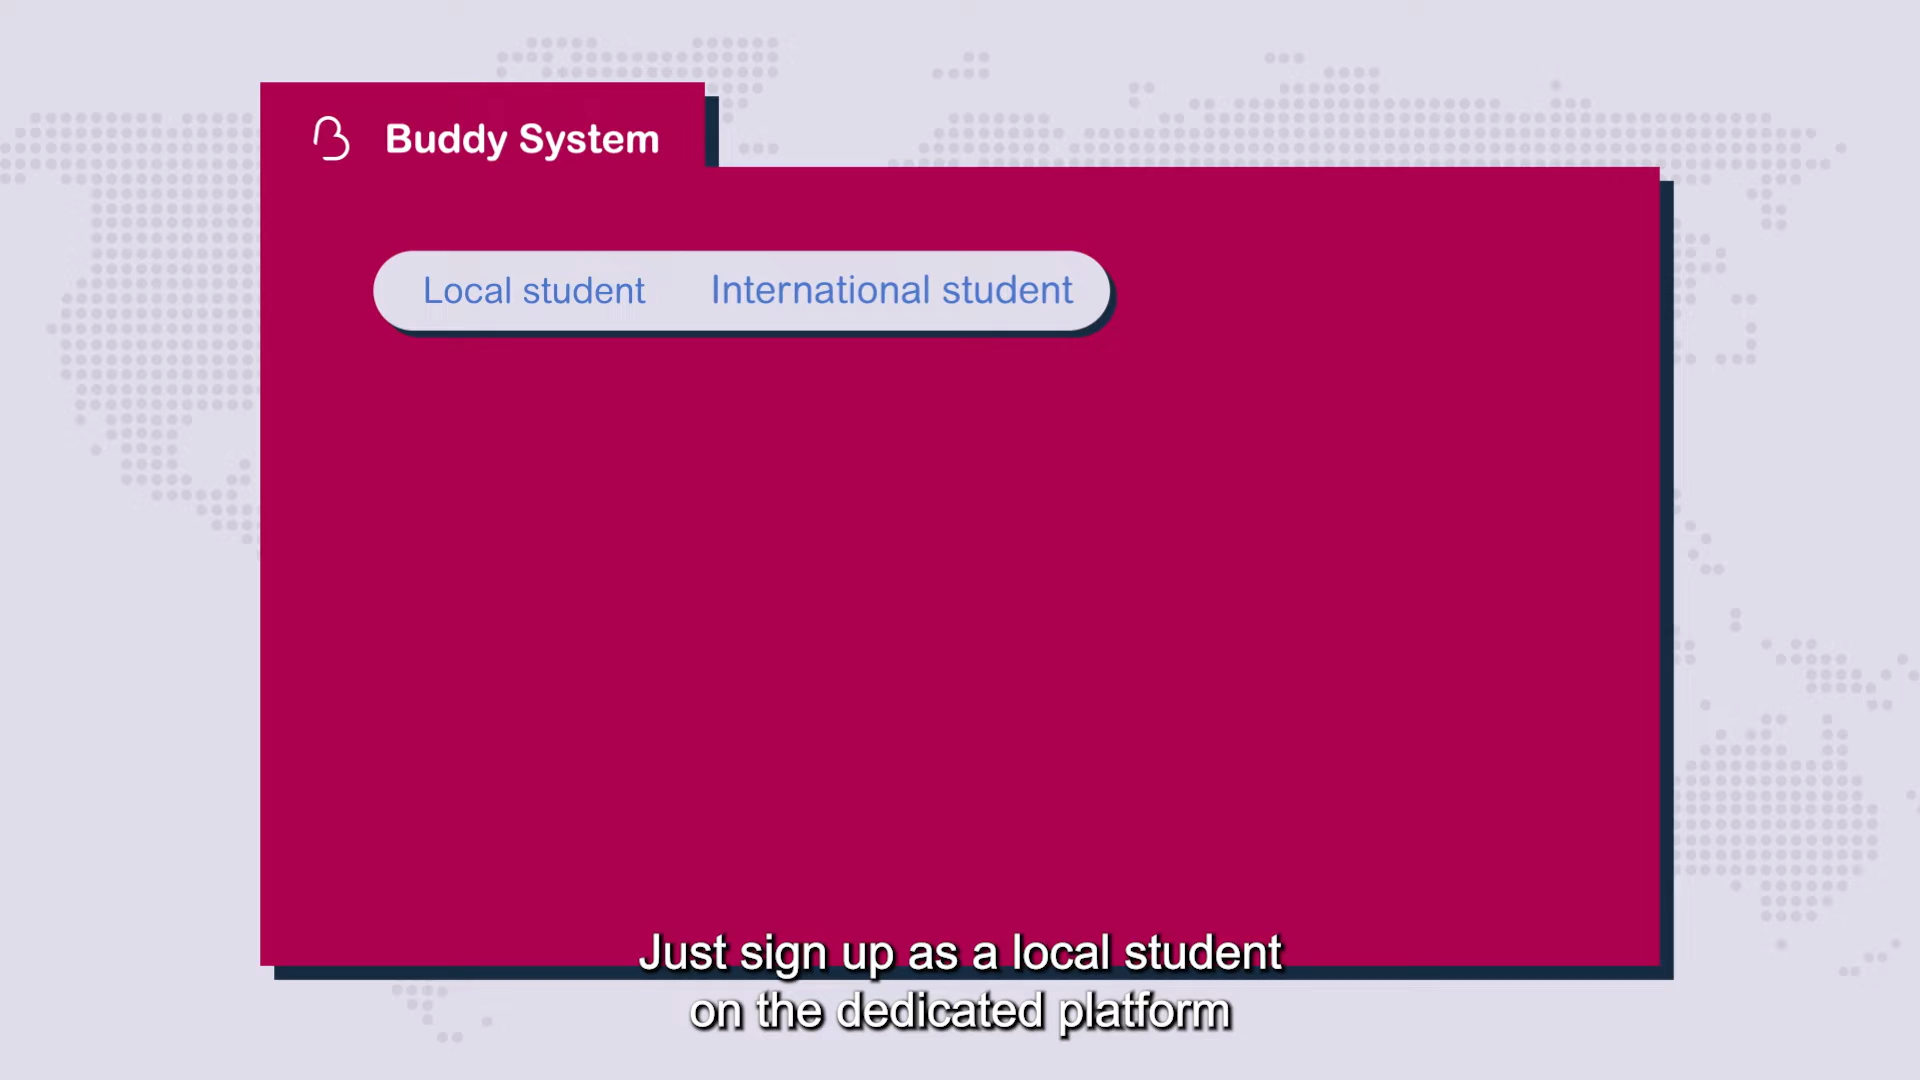 Buddy System
Local student International student
Just sign up as a local student
on the dedicated platform